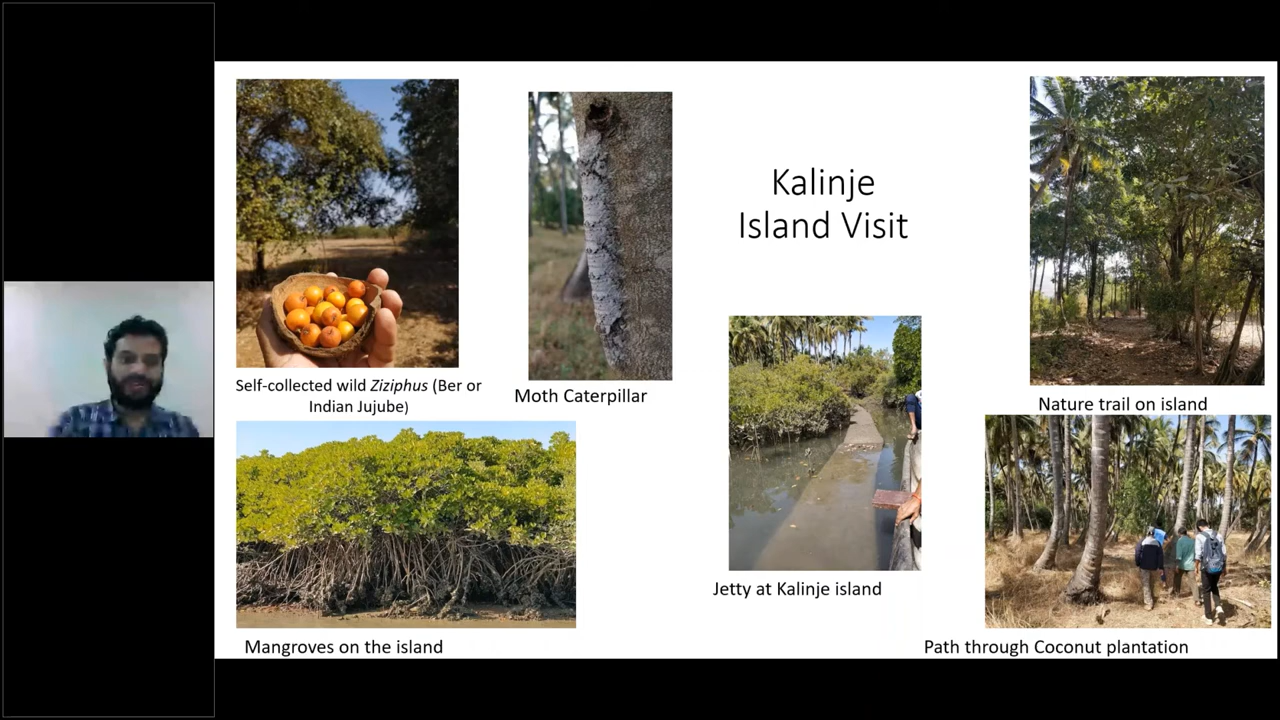 Kalinje
Island Visit
Self-collected wild Ziziphus (Ber or
Indian Jujube)
Moth Caterpillar
Nature trail on island
Jetty at Kalinje island
Mangroves on the island
Path through Coconut plantation